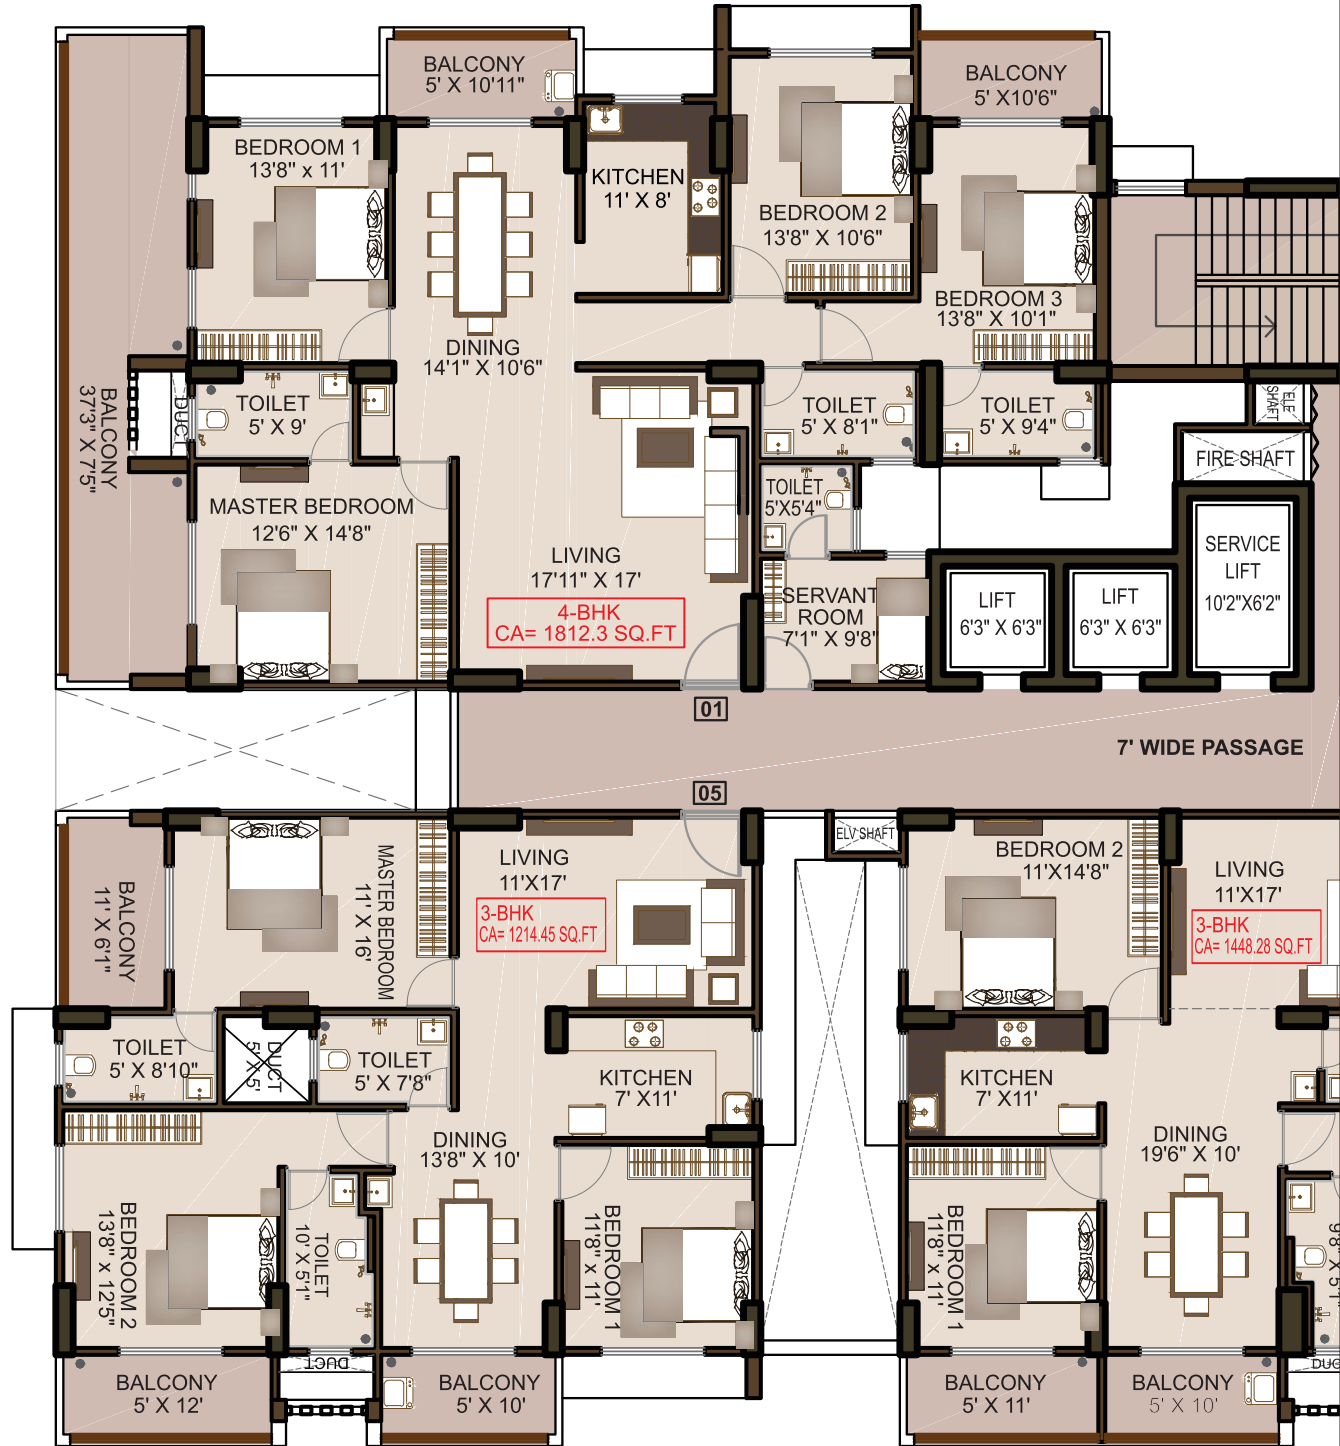 BALCONY
5' X 10'11"
BALCONY
5' X10'6"
BEDROOM 1
13'8" x 11'
KITCHEN
11' X 8'
BEDROOM 2
13'8" X 10'6"
BEDROOM 3
13'8" X 10'1"
DINING
14'1" X 10'6"
BALCONY
37'3" X 7'5"
DUCT
TOILET
5' X 9'
TOILET
5' X 8'1"
TOILET
5' X 9'4"
ELE
SHAFT
FIRE SHAFT
MASTER BEDROOM
12'6" X 14'8"
TOILET
5'X5'4"
LIVING
17'11" X 17'
4-BHK
CA= 1812.3 SQ.FT
SERVANT
ROOM
7'1" X 9'8"
LIFT
6'3" X 6'3"
LIFT
6'3" X 6'3"
SERVICE
LIFT
10'2"X6'2"
01
7' WIDE PASSAGE
05
ELV SHAFT
BALCONY
11' X 6'1"
MASTER BEDROOM
11' X 16'
LIVING
11'X17'
3-BHK
CA= 1214.45 SQ.FT
BEDROOM 2
11'X14'8"
LIVING
11'X17'
3-BHK
CA= 1448.28 SQ.FT
TOILET
5' X 8'10"
DUCT
5' X 5'
TOILET
5' X 7'8"
KITCHEN
7' X11'
KITCHEN
7' X11'
DINING
13'8" X 10'
DINING
19'6" X 10'
BEDROOM 2
13'8" x 12'5"
TOILET
10' X 5'1"
BEDROOM 1
11'8" x 11'
BEDROOM 1
11'8" x 11'
9'8" X 5'1"
DUCT
DUC
BALCONY
5' X 12'
BALCONY
5' X 10'
BALCONY
5' X 11'
BALCONY
5' X 10'